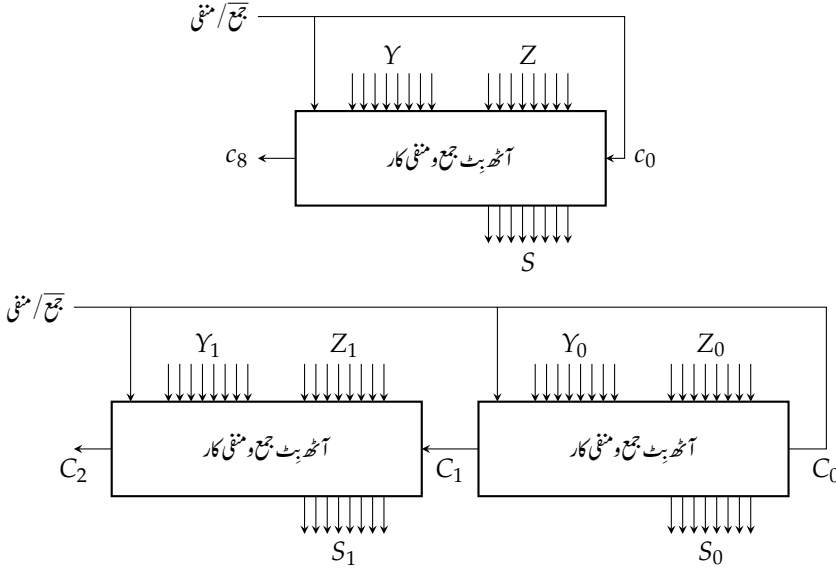 جمع̅/منفی
Y Z
c8 آٹھ بِٹ جمع و منفی کار c0
S
جمع̅/منفی
Y1 Z1 Y0 Z0
C2 آٹھ بِٹ جمع و منفی کار C1 آٹھ بِٹ جمع و منفی کار C0
S1 S0